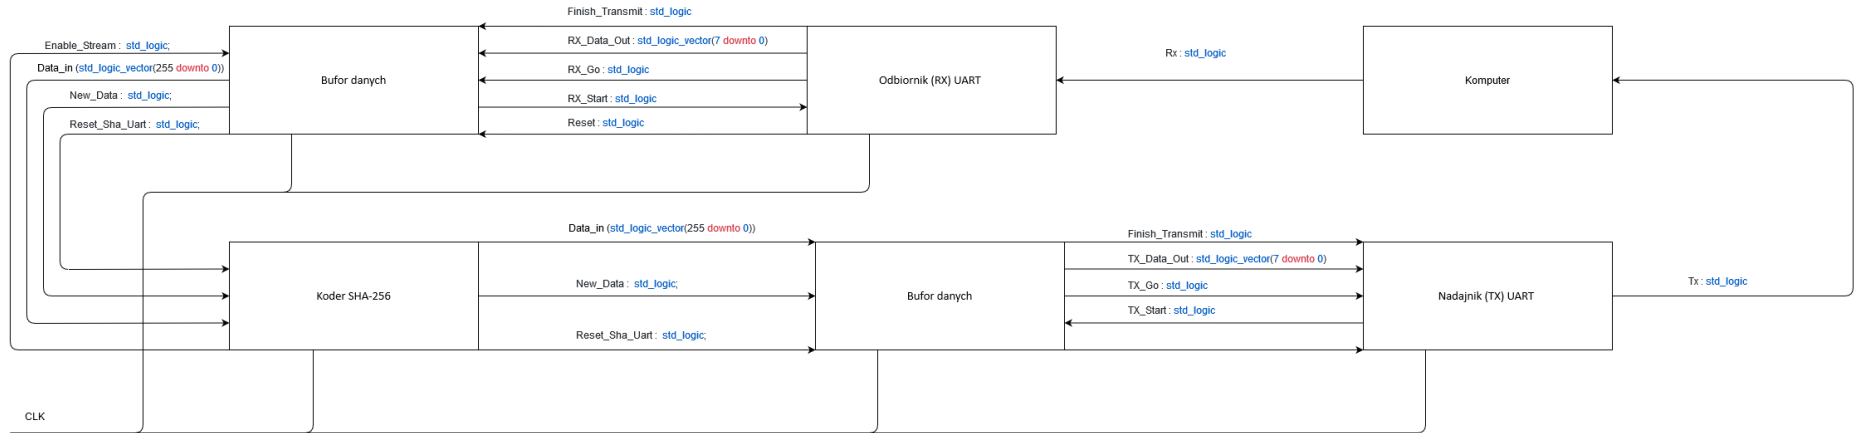 Finish_Transmit : std_logic
Enable_Stream : std_logic;
RX_Data_Out : std_logic_vector(7 downto 0)
Rx : std_logic
Data_in (std_logic_vector(255 downto 0))
RX_Go : std_logic
Bufor danych
Odbiornik (RX) UART
Komputer
New_Data : std_logic;
RX_Start : std_logic
Reset_Sha_Uart : std_logic;
Reset : std_logic
Data_in (std_logic_vector(255 downto 0))
Finish_Transmit : std_logic
TX_Data_Out : std_logic_vector(7 downto 0)
New_Data : std_logic;
TX_Go : std_logic
Tx : std_logic
Koder SHA-256
Bufor danych
Nadajnik (TX) UART
TX_Start : std_logic
Reset_Sha_Uart : std_logic;
CLK